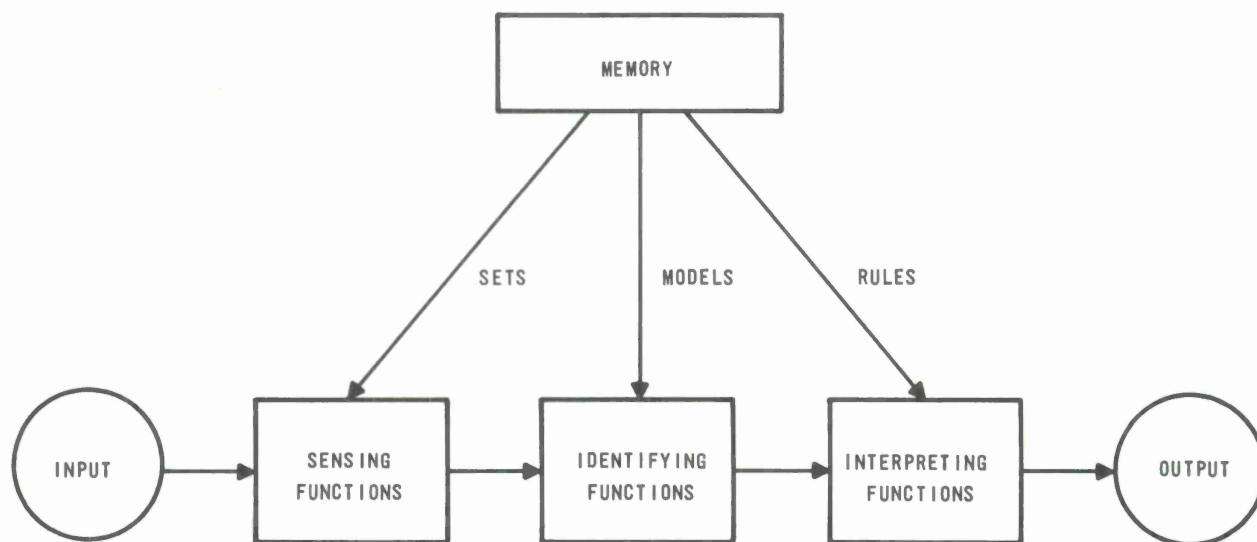 MEMORY
SETS
MODELS
RULES
INPUT
SENSING
FUNCTIONS
IDENTIFYING
FUNCTIONS
INTERPRETING
FUNCTIONS
OUTPUT